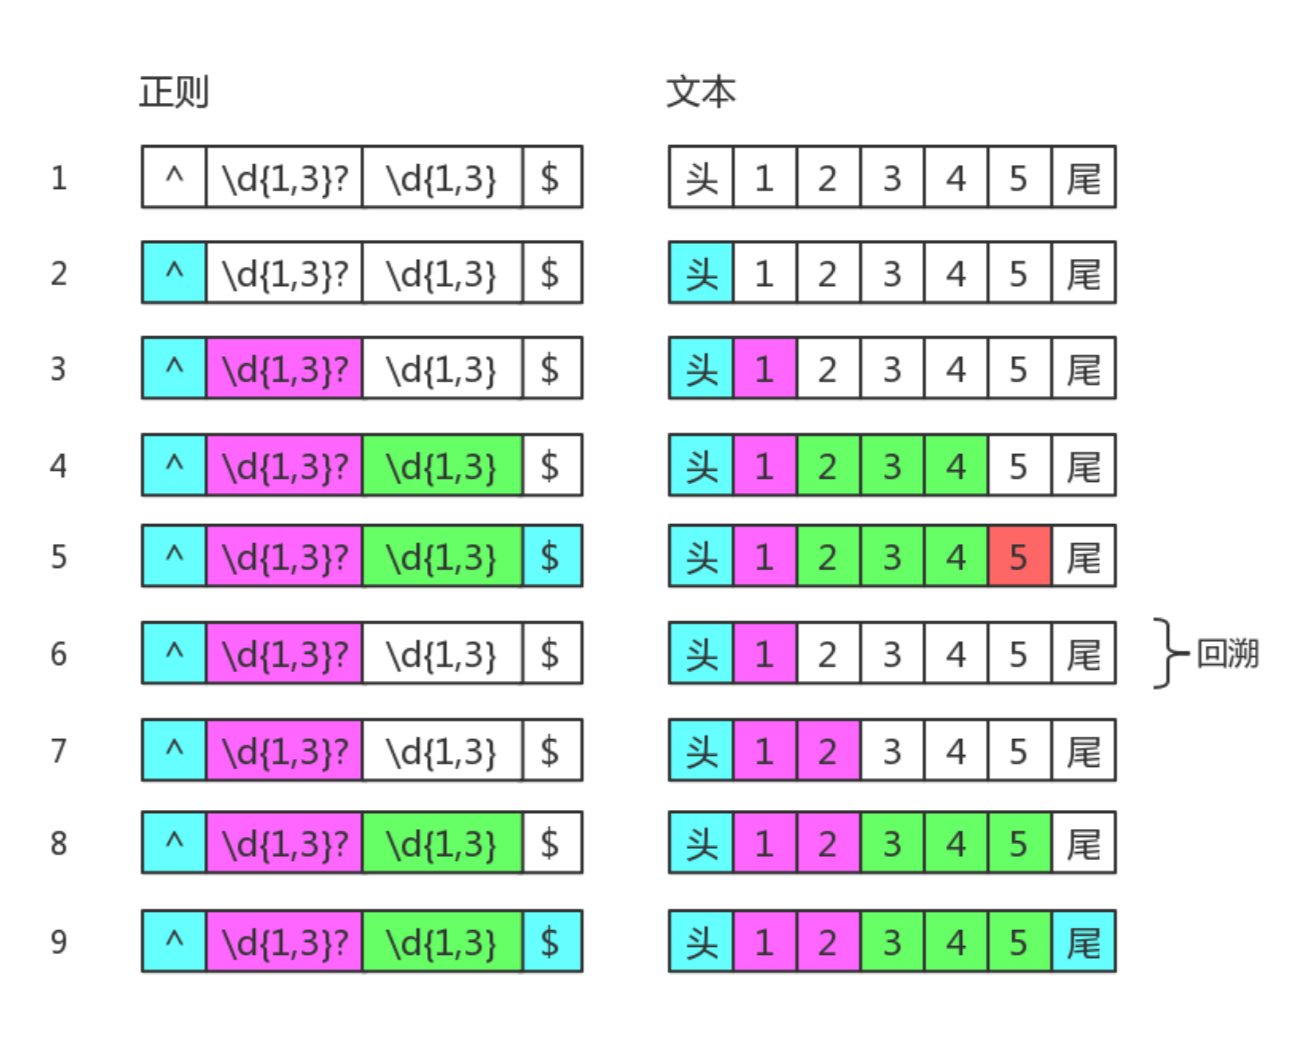 正则 文本
1 ^ \d{1,3}? \d{1,3} $ 头 1 2 3 4 5 尾
2 ^ \d{1,3}? \d{1,3} $ 头 1 2 3 4 5 尾
3 ^ \d{1,3}? \d{1,3} $ 头 1 2 3 4 5 尾
4 ^ \d{1,3}? \d{1,3} $ 头 1 2 3 4 5 尾
5 ^ \d{1,3}? \d{1,3} $ 头 1 2 3 4 5 尾
6 ^ \d{1,3}? \d{1,3} $ 头 1 2 3 4 5 尾 回溯
7 ^ \d{1,3}? \d{1,3} $ 头 1 2 3 4 5 尾
8 ^ \d{1,3}? \d{1,3} $ 头 1 2 3 4 5 尾
9 ^ \d{1,3}? \d{1,3} $ 头 1 2 3 4 5 尾